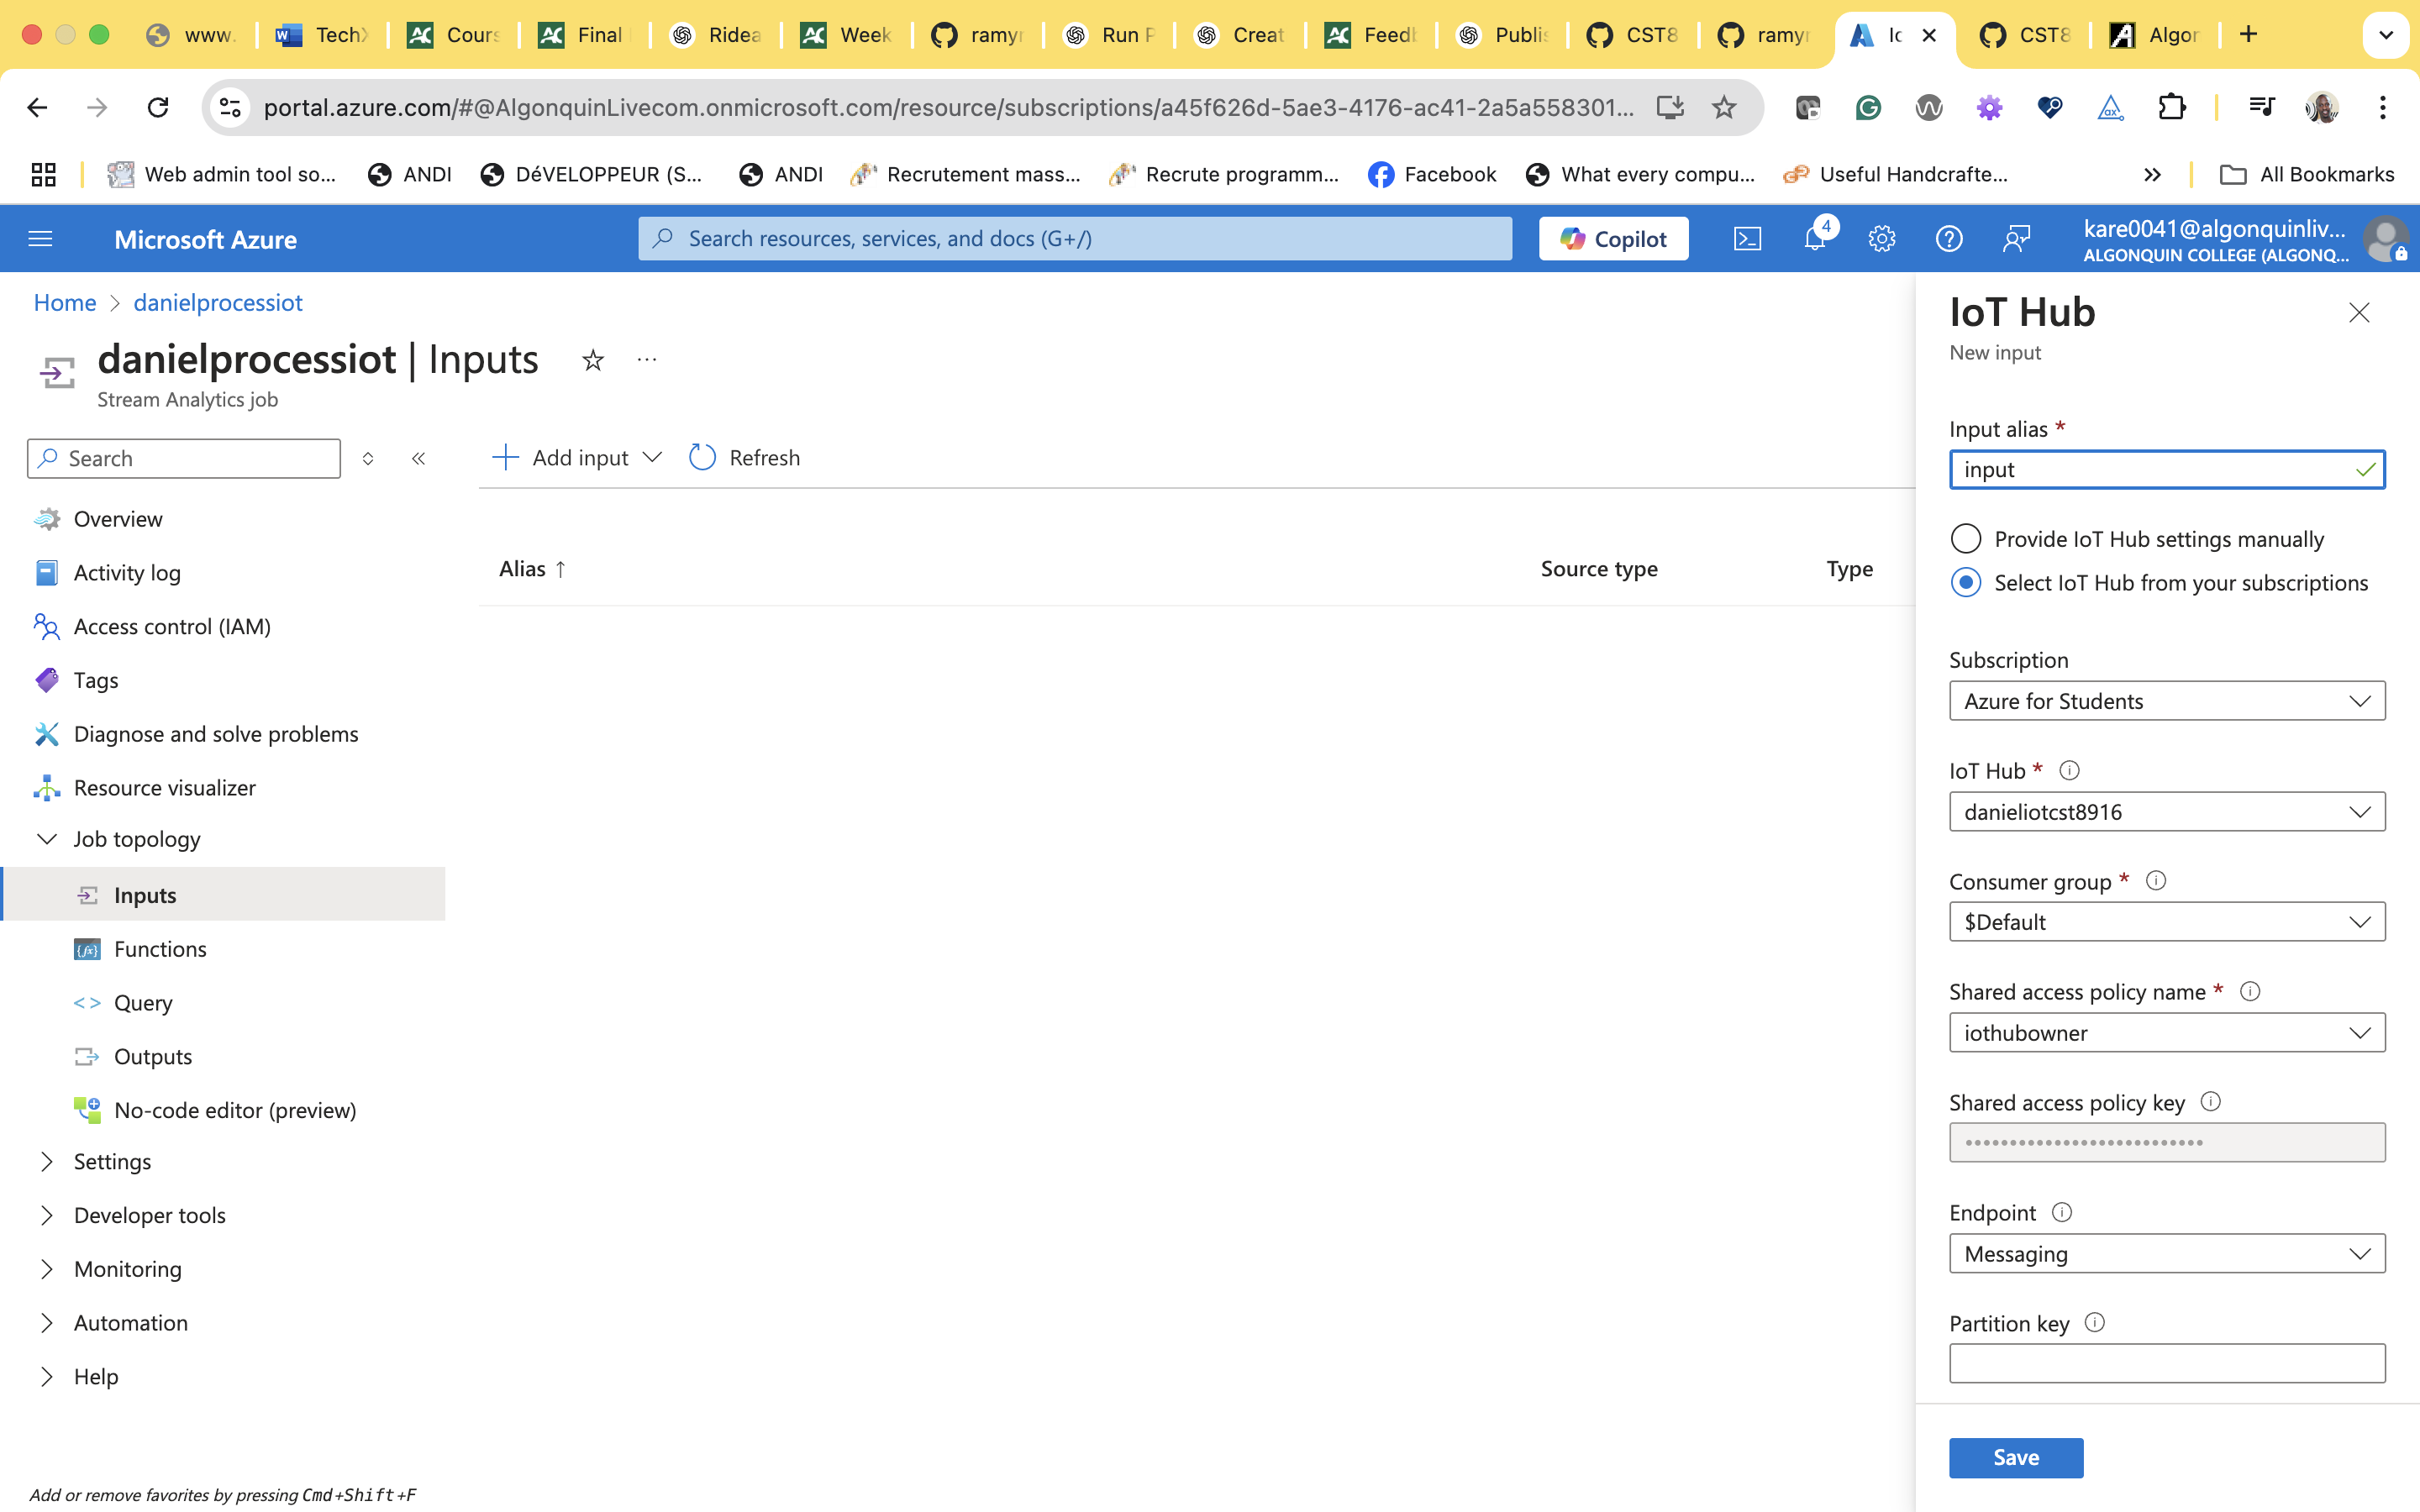 www.
TechX
Cours
Final
Ridea
Week
ramyr
Run P
Creat
Feedb
Publis
CST8
ramyr
Ic
CST8
Algor
portal.azure.com/#@AlgonquinLivecom.onmicrosoft.com/resource/subscriptions/a45f626d-5ae3-4176-ac41-2a5a558301...
Web admin tool so...
ANDI
DéVELOPPEUR (S...
ANDI
Recrutement mass...
Recrute programm...
Facebook
What every compu...
Useful Handcrafte...
All Bookmarks
Microsoft Azure
Search resources, services, and docs (G+/)
Copilot
4
kare0041@algonquinliv...
ALGONQUIN COLLEGE (ALGONQ...
Home > danielprocessiot
danielprocessiot | Inputs
Stream Analytics job
Search
Add input
Refresh
Overview
Activity log
Access control (IAM)
Tags
Diagnose and solve problems
Resource visualizer
Job topology
Inputs
Functions
Query
Outputs
No-code editor (preview)
Settings
Developer tools
Monitoring
Automation
Help
Add or remove favorites by pressing Cmd+Shift+F
Alias ↑
Source type
Type
IoT Hub
New input
Input alias *
input
Provide IoT Hub settings manually
Select IoT Hub from your subscriptions
Subscription
Azure for Students
IoT Hub *
danieliotcst8916
Consumer group *
$Default
Shared access policy name *
iothubowner
Shared access policy key
Endpoint
Messaging
Partition key
Save